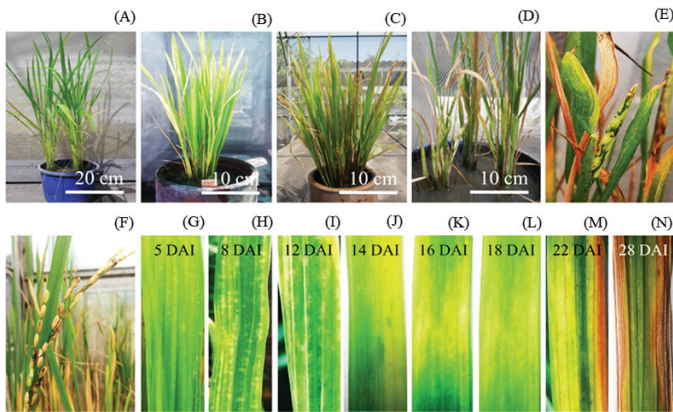 (A)
(B)
(C)
(D)
(E)
20 cm
10 cm
10 cm
10 cm
(F)
(G)
(H)
(I)
(J)
(K)
(L)
(M)
(N)
5 DAI
8 DAI
12 DAI
14 DAI
16 DAI
18 DAI
22 DAI
28 DAI